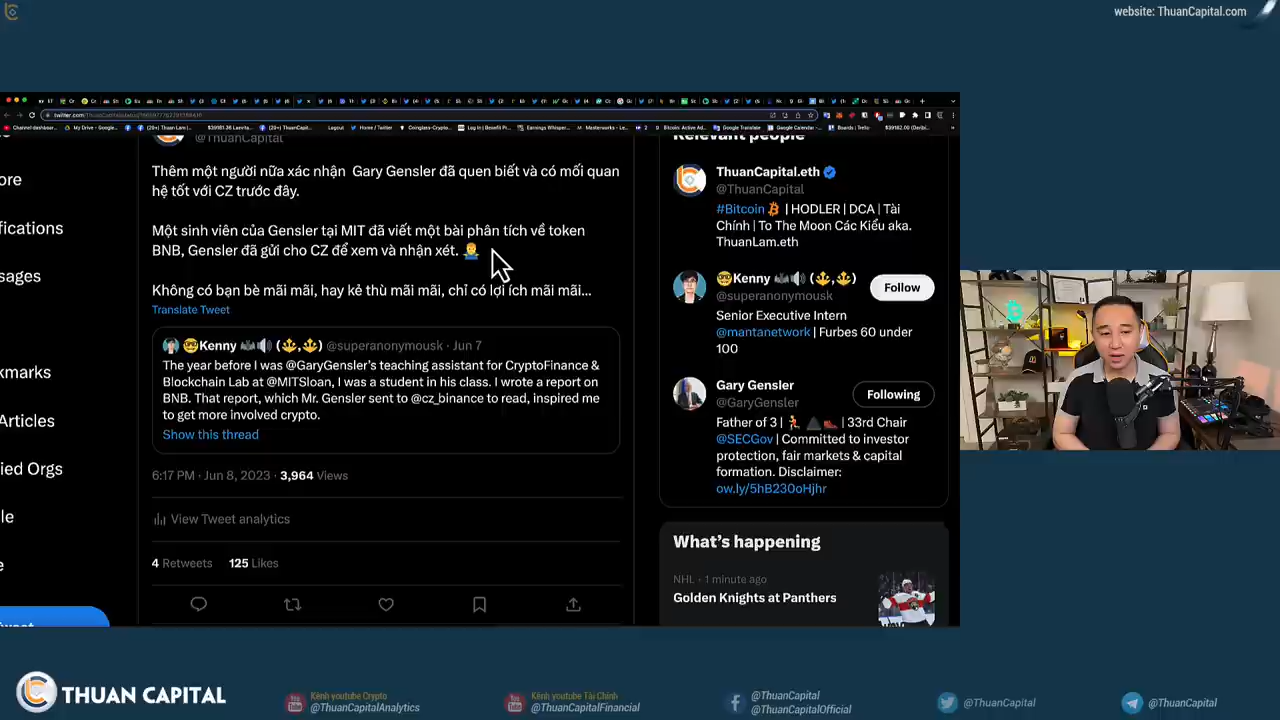 website: ThuanCapital.com
@ThuanCapital
Thêm một người nữa xác nhận Gary Gensler đã quen biết và có mối quan
hệ tốt với CZ trước đây.
Một sinh viên của Gensler tại MIT đã viết một bài phân tích về token
BNB, Gensler đã gửi cho CZ để xem và nhận xét.
Không có bạn bè mãi mãi, hay kẻ thù mãi mãi, chỉ có lợi ích mãi mãi...
Translate Tweet
Kenny @superanonymousk · Jun 7
The year before I was @GaryGensler's teaching assistant for CryptoFinance &
Blockchain Lab at @MITSloan, I was a student in his class. I wrote a report on
BNB. That report, which Mr. Gensler sent to @cz_binance to read, inspired me
to get more involved crypto.
Show this thread
6:17 PM · Jun 8, 2023 · 3,964 Views
View Tweet analytics
4 Retweets 125 Likes
ore
fications
sages
kmarks
Articles
ied Orgs
le
e
Tweet
Relevant people
ThuanCapital.eth
@ThuanCapital
#Bitcoin | HODLER | DCA | Tài
Chính | To The Moon Các Kiểu aka.
ThuanLam.eth
Kenny
@superanonymousk
Follow
Senior Executive Intern
@mantanetwork | Furbes 60 under
100
Gary Gensler
@GaryGensler
Following
Father of 3 | | 33rd Chair
@SECGov | Committed to investor
protection, fair markets & capital
formation. Disclaimer:
ow.ly/5hB230oHjhr
What's happening
NHL · 1 minute ago
Golden Knights at Panthers
THUAN CAPITAL
Kênh youtube Crypto
@ThuanCapitalAnalytics
Kênh youtube Tài Chính
@ThuanCapitalFinancial
@ThuanCapital
@ThuanCapitalOfficial
@ThuanCapital
@ThuanCapital